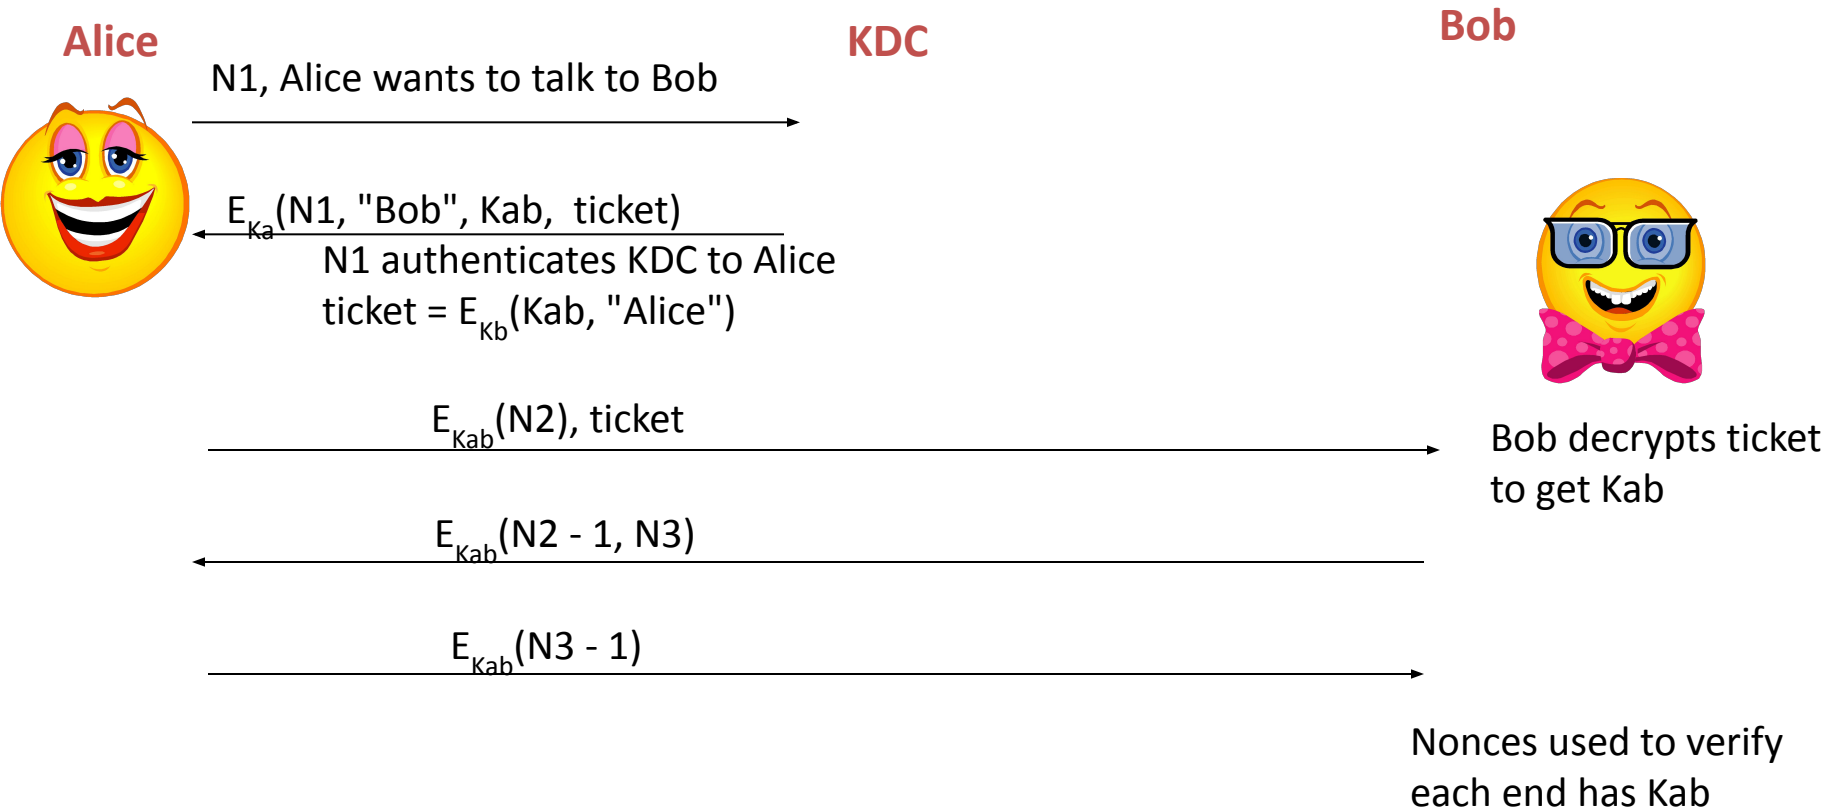 Alice
KDC
Bob
N1, Alice wants to talk to Bob
EKa(N1, "Bob", Kab, ticket)
N1 authenticates KDC to Alice
ticket = EKb(Kab, "Alice")
EKab(N2), ticket
Bob decrypts ticket
to get Kab
EKab(N2 - 1, N3)
EKab(N3 - 1)
Nonces used to verify
each end has Kab